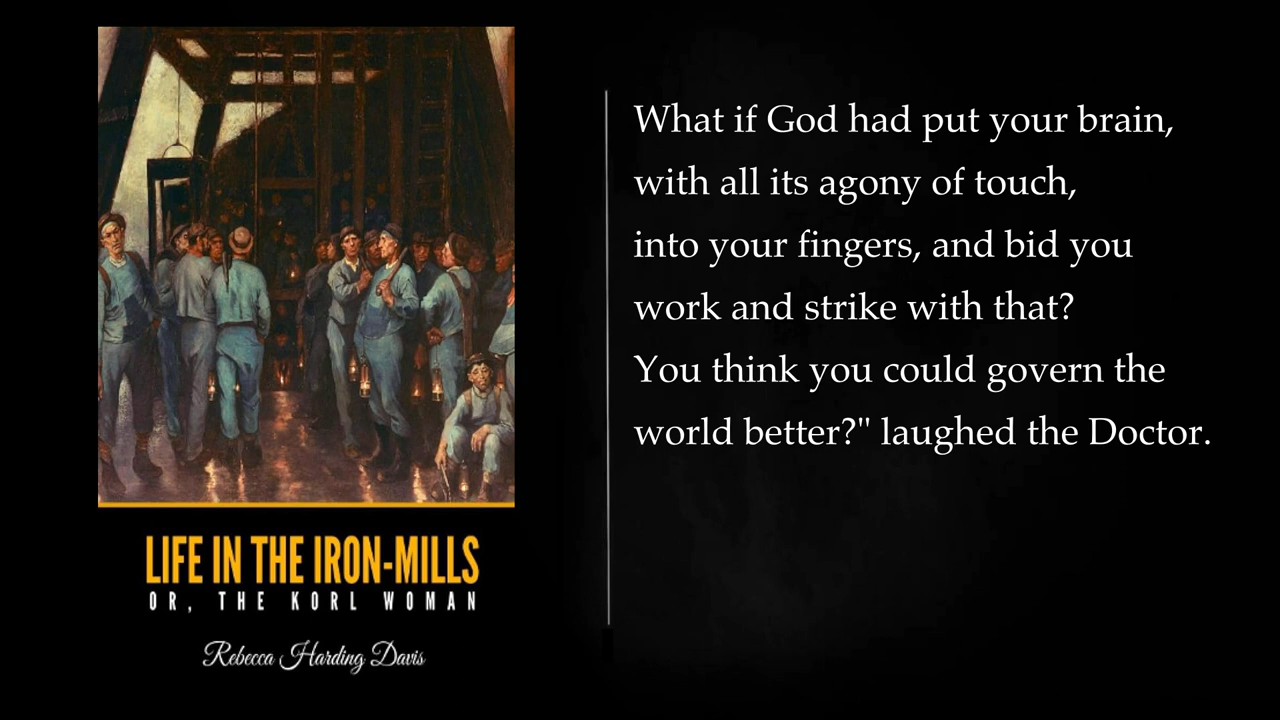 LIFE IN THE IRON-MILLS
OR, THE KORL WOMAN
Rebecca Harding Davis
What if God had put your brain,
with all its agony of touch,
into your fingers, and bid you
work and strike with that?
You think you could govern the
world better?" laughed the Doctor.